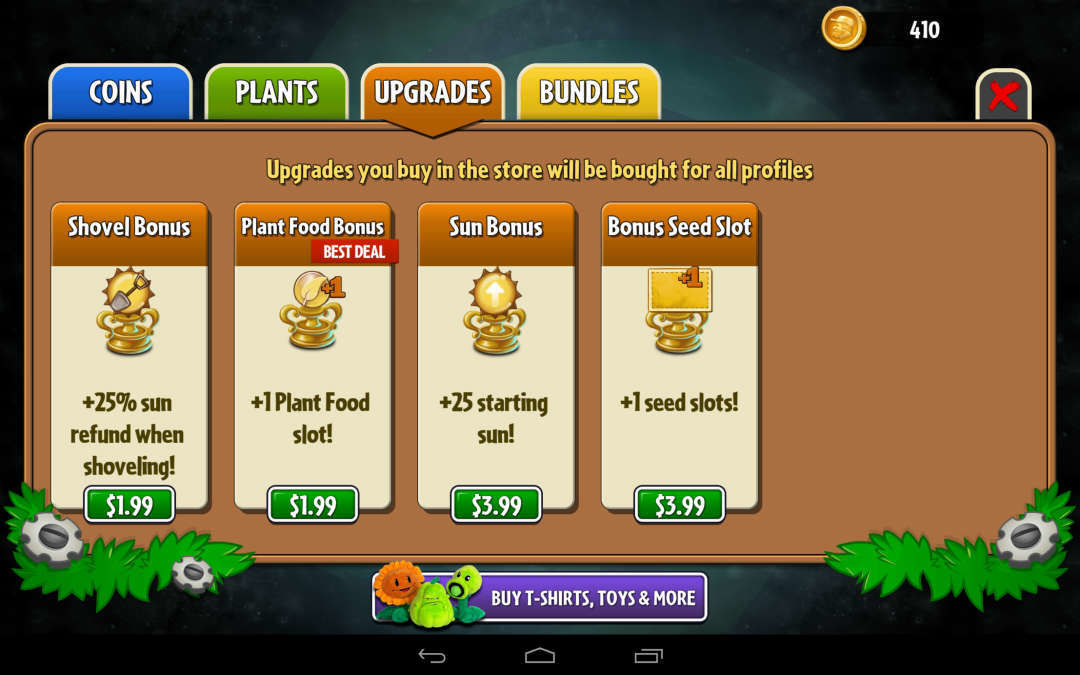 410
COINS
PLANTS
UPGRADES
BUNDLES
Upgrades you buy in the store will be bought for all profiles
Shovel Bonus
+25% sun
refund when
shoveling!
$1.99
Plant Food Bonus
BEST DEAL
+1
+1 Plant Food
slot!
$1.99
Sun Bonus
+25 starting
sun!
$3.99
Bonus Seed Slot
+1
+1 seed slots!
$3.99
BUY T-SHIRTS, TOYS & MORE